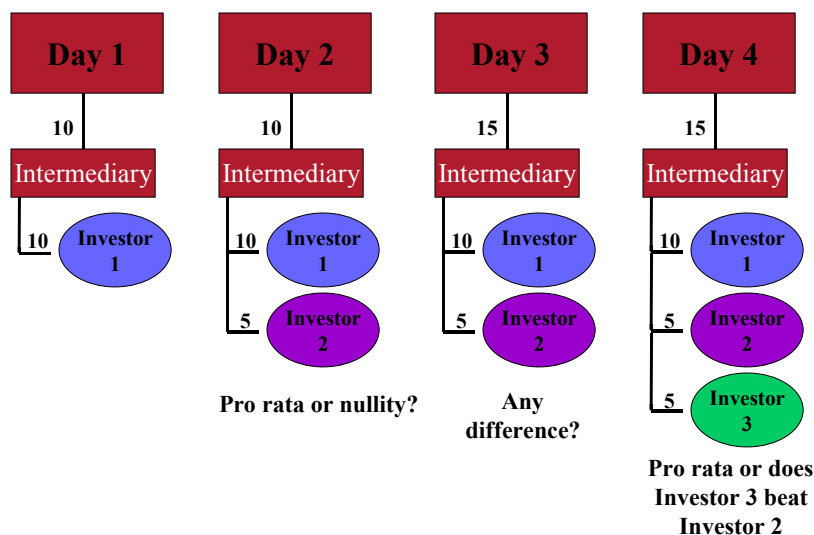 Day 1
10
Intermediary
10
Investor
1
Day 2
10
Intermediary
10
Investor
1
5
Investor
2
Pro rata or nullity?
Day 3
15
Intermediary
10
Investor
1
5
Investor
2
Any
difference?
Day 4
15
Intermediary
10
Investor
1
5
Investor
2
5
Investor
3
Pro rata or does
Investor 3 beat
Investor 2